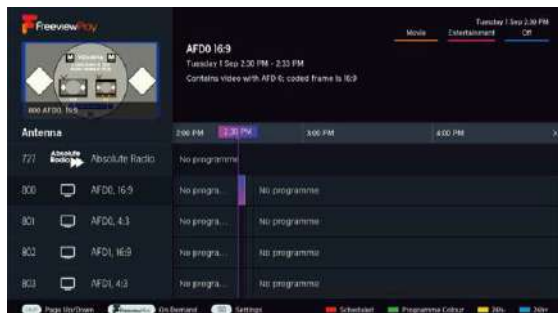 Freeview Play
Tuesday 1 Sep 2:30 PM
Movie Entertainment Off
AFD0 16:9
Tuesday 1 Sep 2:30 PM - 2:33 PM
Contains video with AFD-0; coded frame is 16:9
800 AFD0, 16:9
Antenna 2:00 PM 2:30 PM 3:00 PM 4:00 PM
727 Absolute Radio Absolute Radio No programme
800 AFD0, 16:9 No progra... No programme
801 AFD0, 4:3 No progra... No programme
802 AFD1, 16:9 No progra... No programme
803 AFD1, 4:3 No progra... No programme
Page Up/Down On Demand Settings Scheduled Programme Colour -24h +24h